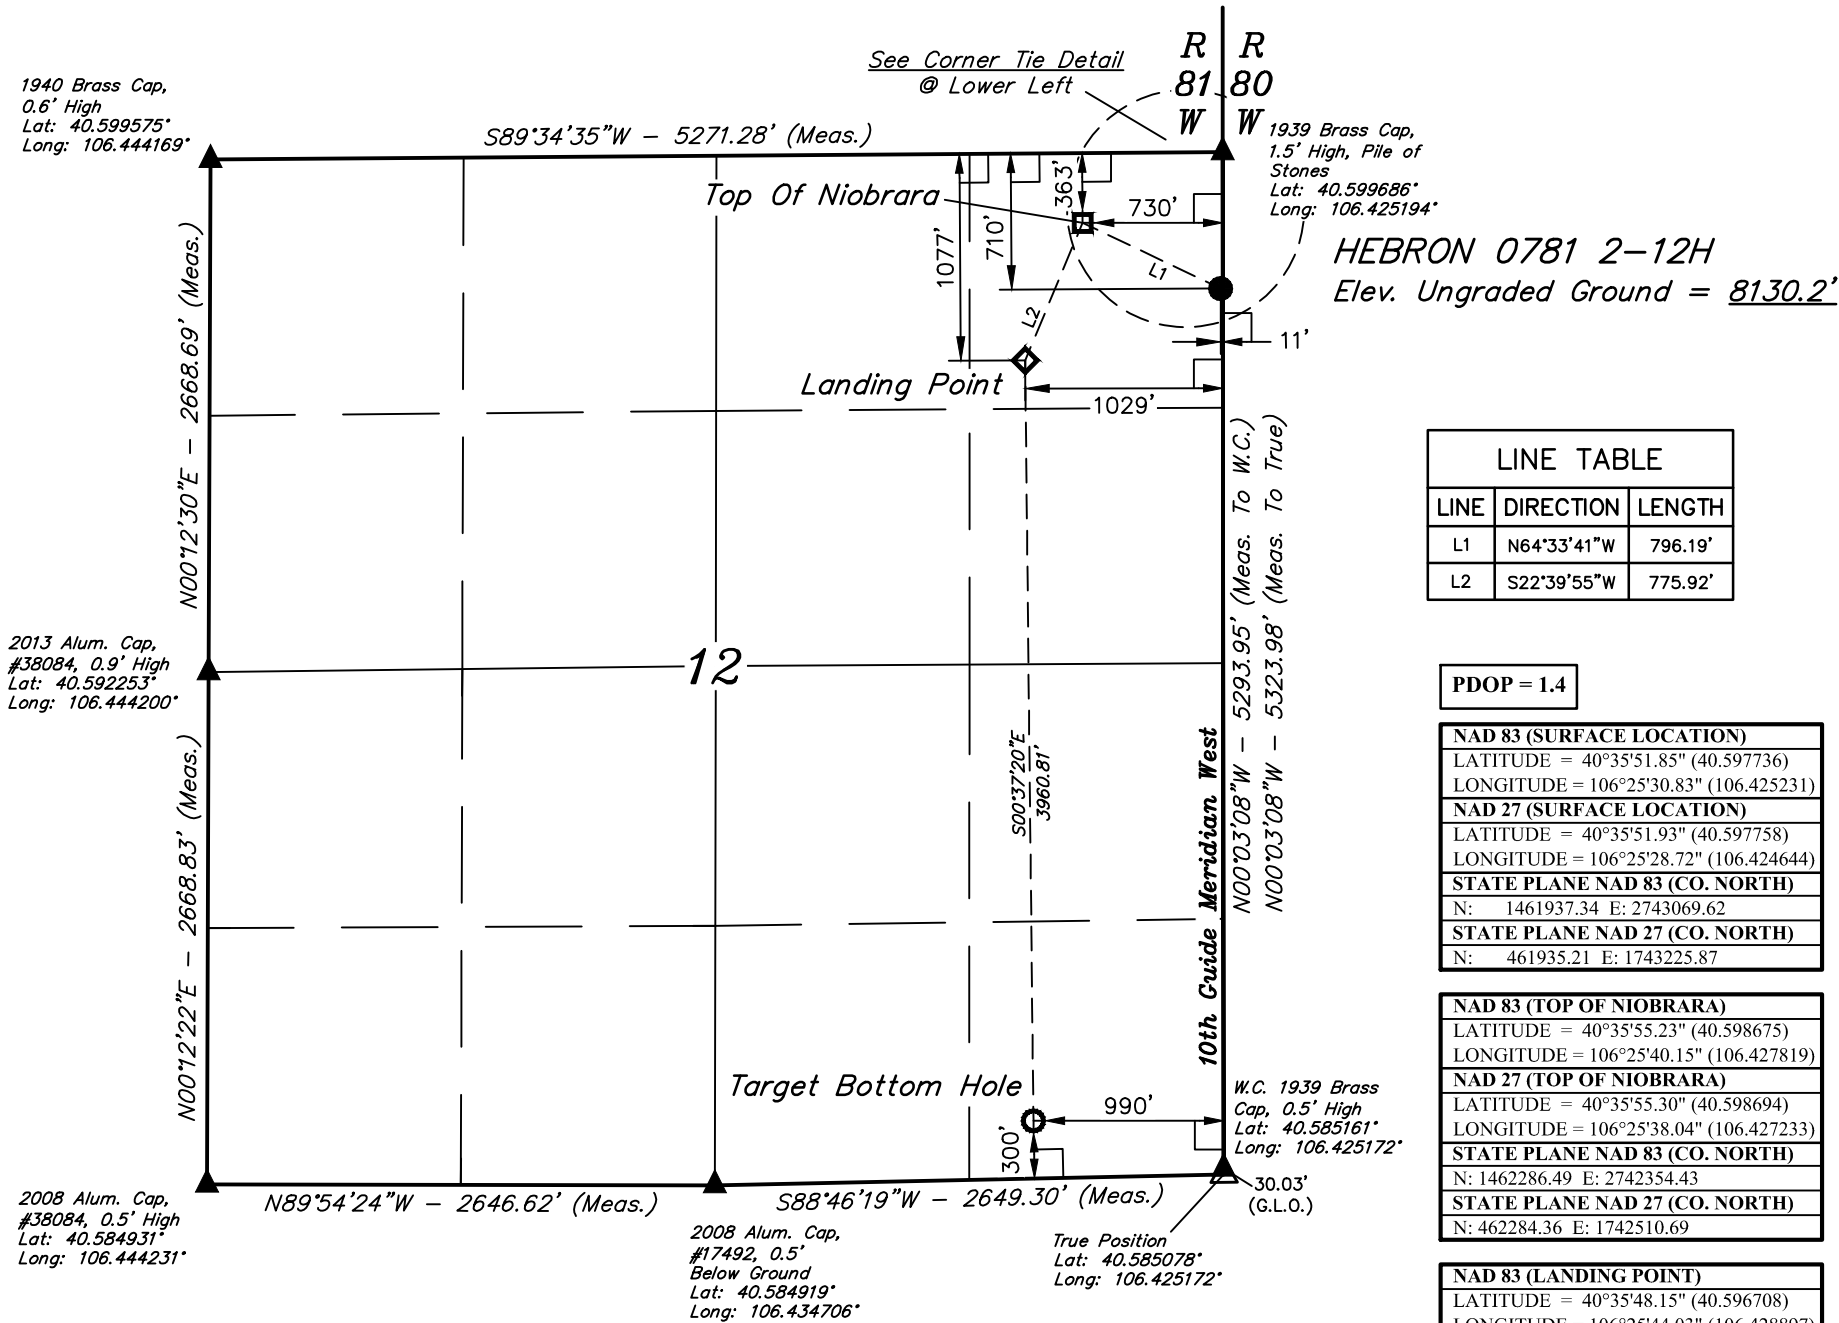 1940 Brass Cap,
0.6' High
Lat: 40.599575°
Long: 106.444169°
S89°34'35"W - 5271.28' (Meas.)
See Corner Tie Detail
@ Lower Left
R R
81 80
W W
1939 Brass Cap,
1.5' High, Pile of
Stones
Lat: 40.599686°
Long: 106.425194°
Top Of Niobrara
363'
730'
1077'
710'
L1
L2
HEBRON 0781 2-12H
Elev. Ungraded Ground = 8130.2'
11'
Landing Point
1029'
N00°12'30"E - 2668.69' (Meas.)
2013 Alum. Cap,
#38084, 0.9' High
Lat: 40.592253°
Long: 106.444200°
12
N00°12'22"E - 2668.83' (Meas.)
S00°37'20"E
3960.81'
10th Guide Meridian West
N00°03'08"W - 5293.95' (Meas. To W.C.)
N00°03'08"W - 5323.98' (Meas. To True)
Target Bottom Hole
990'
300'
W.C. 1939 Brass
Cap, 0.5' High
Lat: 40.585161°
Long: 106.425172°
30.03'
(G.L.O.)
True Position
Lat: 40.585078°
Long: 106.425172°
2008 Alum. Cap,
#38084, 0.5' High
Lat: 40.584931°
Long: 106.444231°
N89°54'24"W - 2646.62' (Meas.)
S88°46'19"W - 2649.30' (Meas.)
2008 Alum. Cap,
#17492, 0.5'
Below Ground
Lat: 40.584919°
Long: 106.434706°
LINE TABLE
LINE DIRECTION LENGTH
L1 N64°33'41"W 796.19'
L2 S22°39'55"W 775.92'
PDOP = 1.4
NAD 83 (SURFACE LOCATION)
LATITUDE = 40°35'51.85" (40.597736)
LONGITUDE = 106°25'30.83" (106.425231)
NAD 27 (SURFACE LOCATION)
LATITUDE = 40°35'51.93" (40.597758)
LONGITUDE = 106°25'28.72" (106.424644)
STATE PLANE NAD 83 (CO. NORTH)
N: 1461937.34 E: 2743069.62
STATE PLANE NAD 27 (CO. NORTH)
N: 461935.21 E: 1743225.87
NAD 83 (TOP OF NIOBRARA)
LATITUDE = 40°35'55.23" (40.598675)
LONGITUDE = 106°25'40.15" (106.427819)
NAD 27 (TOP OF NIOBRARA)
LATITUDE = 40°35'55.30" (40.598694)
LONGITUDE = 106°25'38.04" (106.427233)
STATE PLANE NAD 83 (CO. NORTH)
N: 1462286.49 E: 2742354.43
STATE PLANE NAD 27 (CO. NORTH)
N: 462284.36 E: 1742510.69
NAD 83 (LANDING POINT)
LATITUDE = 40°35'48.15" (40.596708)
LONGITUDE = 106°25'44.03" (106.428897)